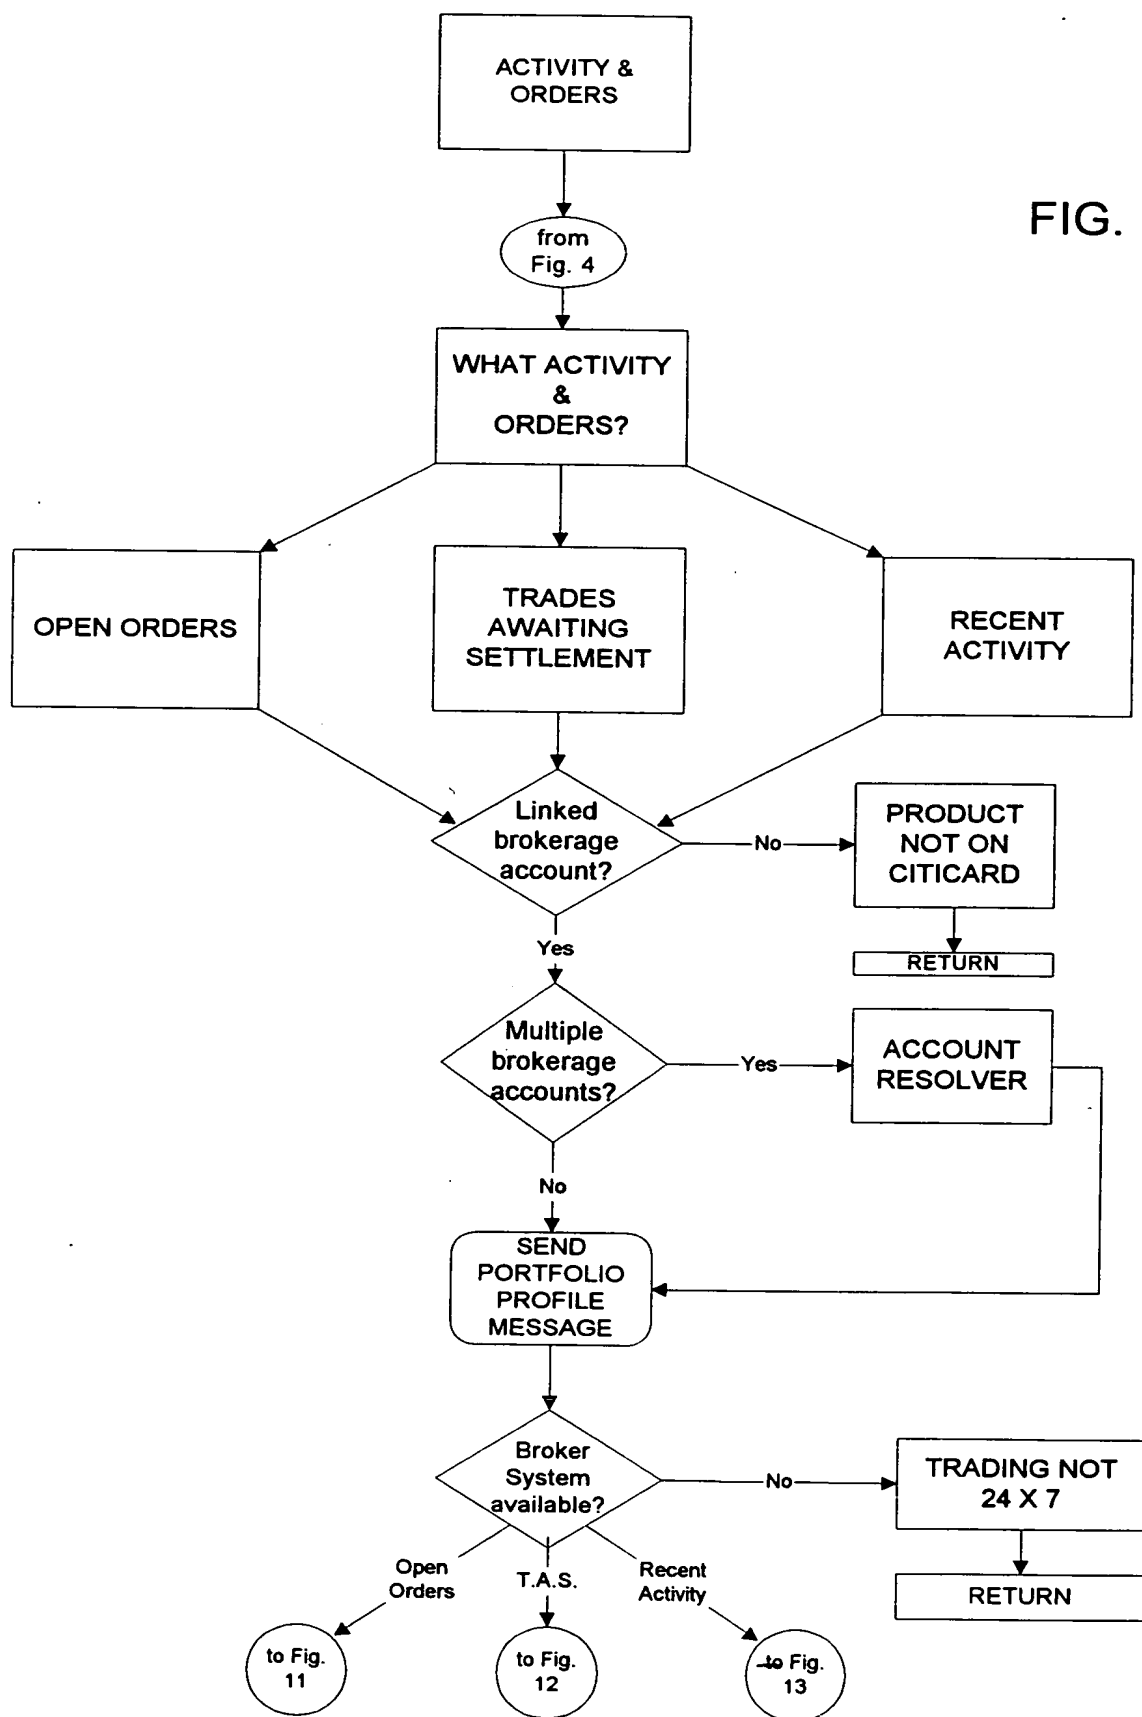 ACTIVITY &
ORDERS
FIG.
from
Fig. 4
WHAT ACTIVITY
&
ORDERS?
OPEN ORDERS
TRADES
AWAITING
SETTLEMENT
RECENT
ACTIVITY
Linked
brokerage
account?
No
PRODUCT
NOT ON
CITICARD
Yes
RETURN
Multiple
brokerage
accounts?
Yes
ACCOUNT
RESOLVER
No
SEND
PORTFOLIO
PROFILE
MESSAGE
Broker
System
available?
No
TRADING NOT
24 X 7
Open
Orders
T.A.S.
Recent
Activity
RETURN
to Fig.
11
to Fig.
12
to Fig.
13